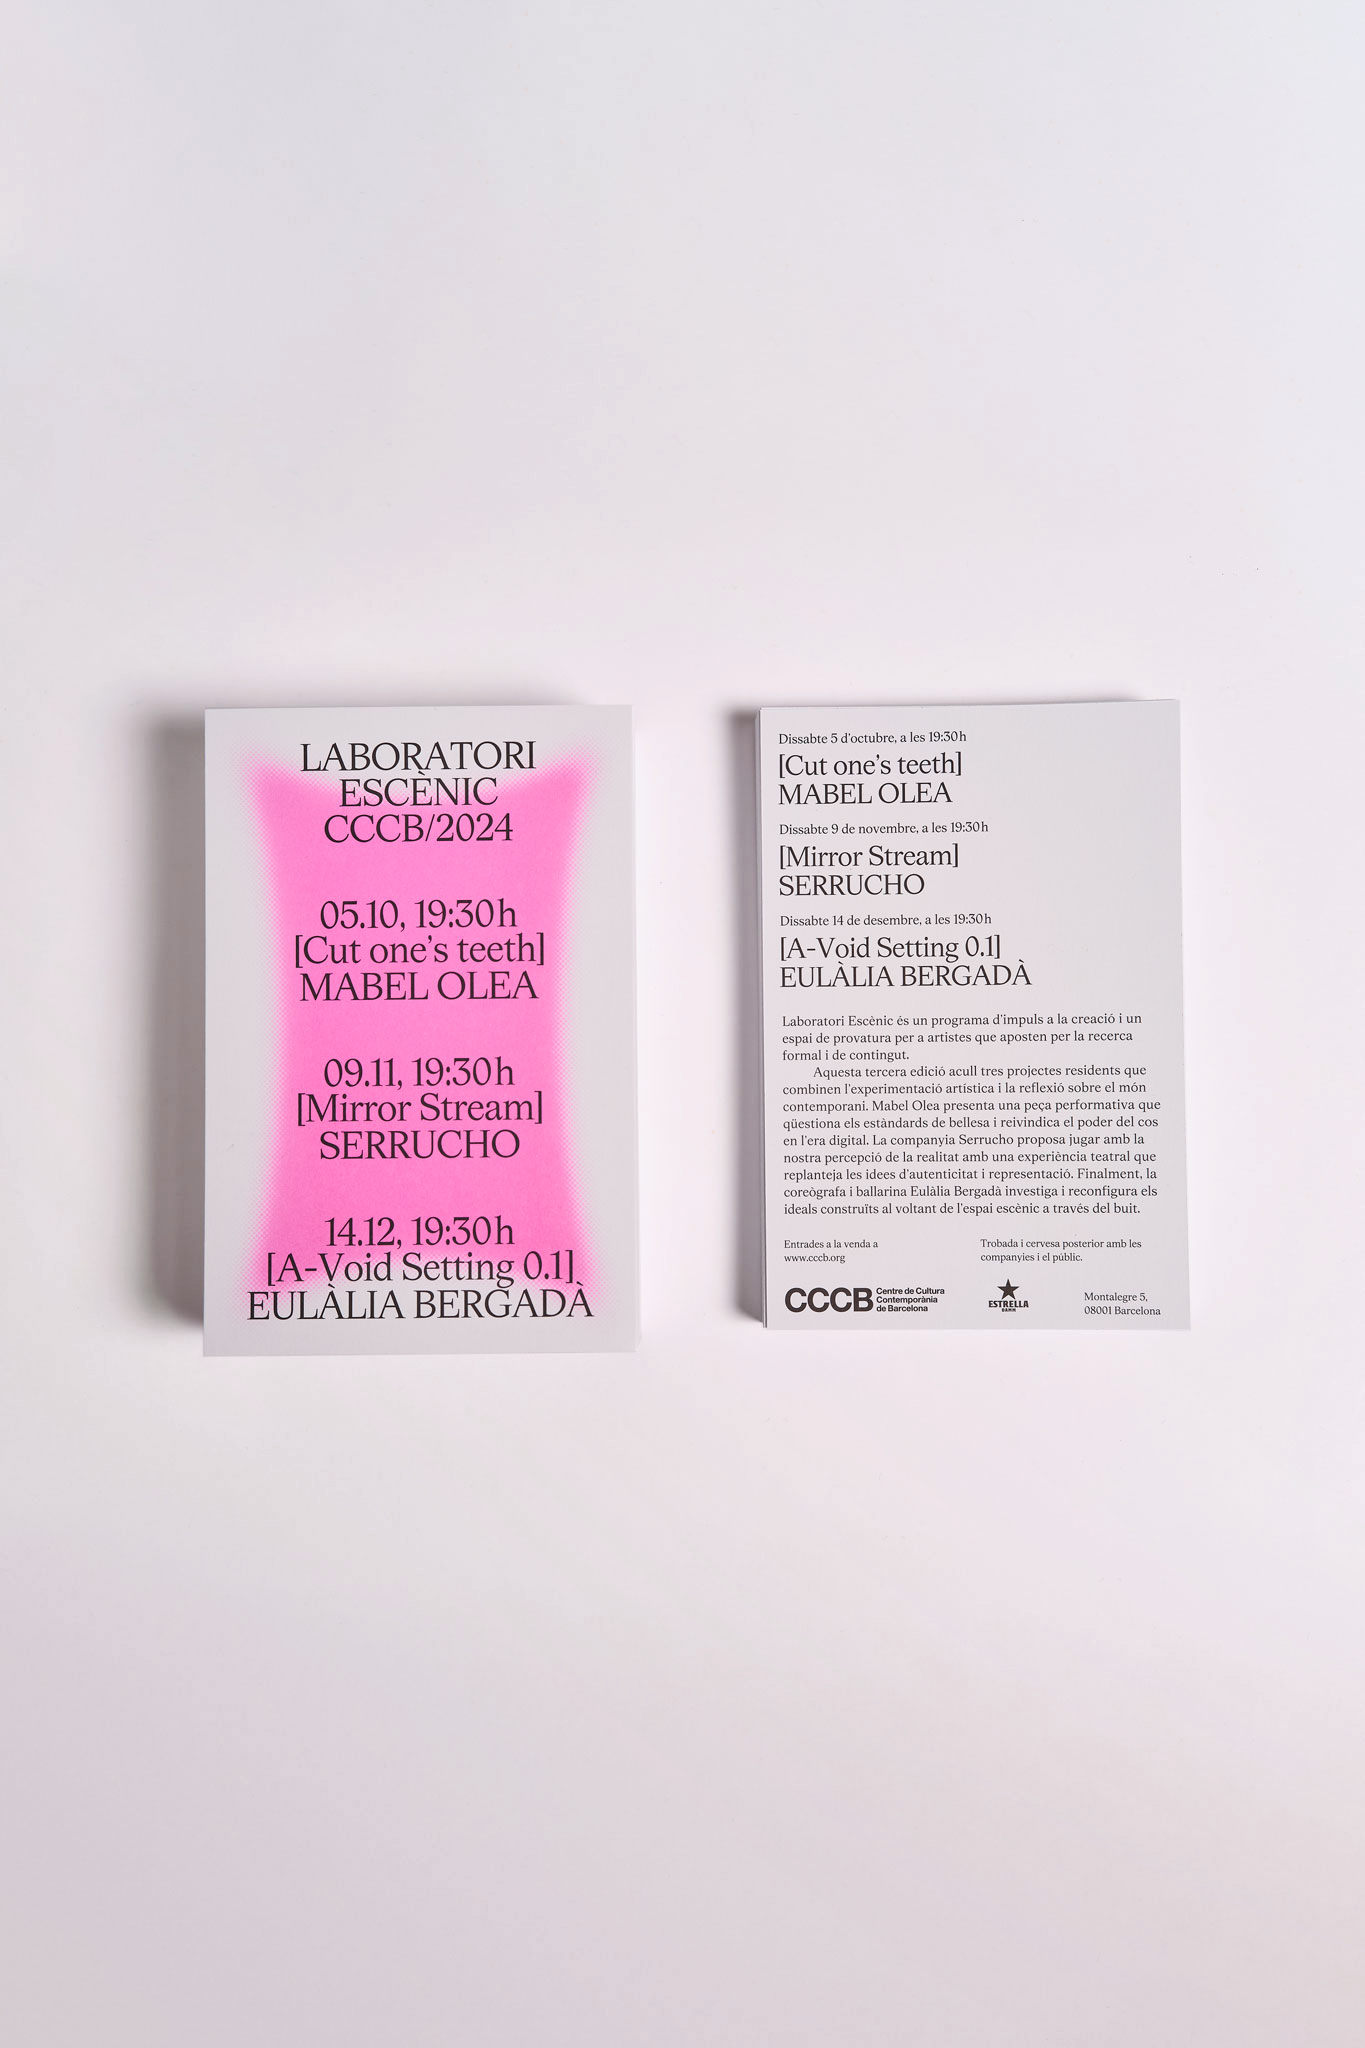 LABORATORI
ESCÈNIC
CCCB/2024
05.10, 19:30 h
[Cut one’s teeth]
MABEL OLEA
09.11, 19:30 h
[Mirror Stream]
SERRUCHO
14.12, 19:30 h
[A-Void Setting 0.1]
EULÀLIA BERGADÀ
Dissabte 5 d’octubre, a les 19:30 h
[Cut one’s teeth]
MABEL OLEA
Dissabte 9 de novembre, a les 19:30 h
[Mirror Stream]
SERRUCHO
Dissabte 14 de desembre, a les 19:30 h
[A-Void Setting 0.1]
EULÀLIA BERGADÀ
Laboratori Escènic és un programa d’impuls a la creació i un
espai de provatura per a artistes que aposten per la recerca
formal i de contingut.
Aquesta tercera edició acull tres projectes residents que
combinen l’experimentació artística i la reflexió sobre el món
contemporani. Mabel Olea presenta una peça performativa que
qüestiona els estàndards de bellesa i reivindica el poder del cos
en l’era digital. La companyia Serrucho proposa jugar amb la
nostra percepció de la realitat amb una experiència teatral que
replanteja les idees d’autenticitat i representació. Finalment, la
coreògrafa i ballarina Eulàlia Bergadà investiga i reconfigura els
ideals construïts al voltant de l’espai escènic a través del buit.
Entrades a la venda a
www.cccb.org
Trobada i cervesa posterior amb les
companyies i el públic.
CCCB Centre de Cultura
Contemporània
de Barcelona
ESTRELLA
DAMM
Montalegre 5,
08001 Barcelona